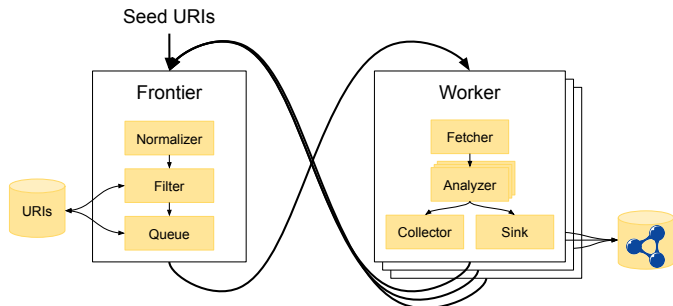 Seed URIs
Frontier
Normalizer
Filter
Queue
URIs
Worker
Fetcher
Analyzer
Collector
Sink